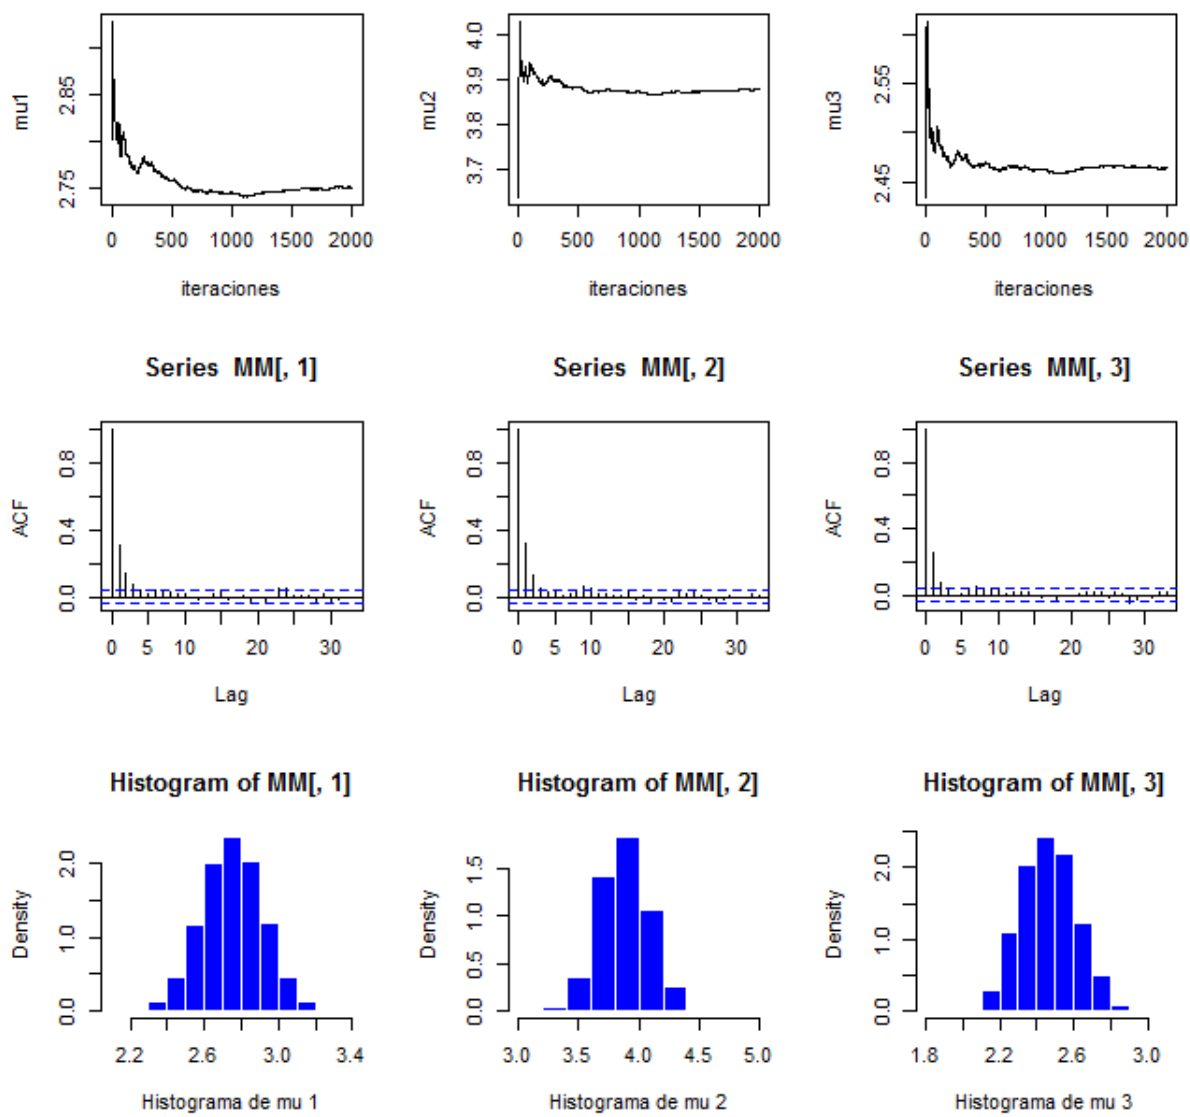 mu1
2.75 2.85
0 500 1000 1500 2000
iteraciones
mu2
3.7 3.8 3.9 4.0
0 500 1000 1500 2000
iteraciones
mu3
2.45 2.55
0 500 1000 1500 2000
iteraciones
Series MM[, 1]
ACF
0.0 0.4 0.8
0 5 10 20 30
Lag
Series MM[, 2]
ACF
0.0 0.4 0.8
0 5 10 20 30
Lag
Series MM[, 3]
ACF
0.0 0.4 0.8
0 5 10 20 30
Lag
Histogram of MM[, 1]
Density
0.0 1.0 2.0
2.2 2.6 3.0 3.4
Histograma de mu 1
Histogram of MM[, 2]
Density
0.0 0.5 1.0 1.5
3.0 3.5 4.0 4.5 5.0
Histograma de mu 2
Histogram of MM[, 3]
Density
0.0 1.0 2.0
1.8 2.2 2.6 3.0
Histograma de mu 3